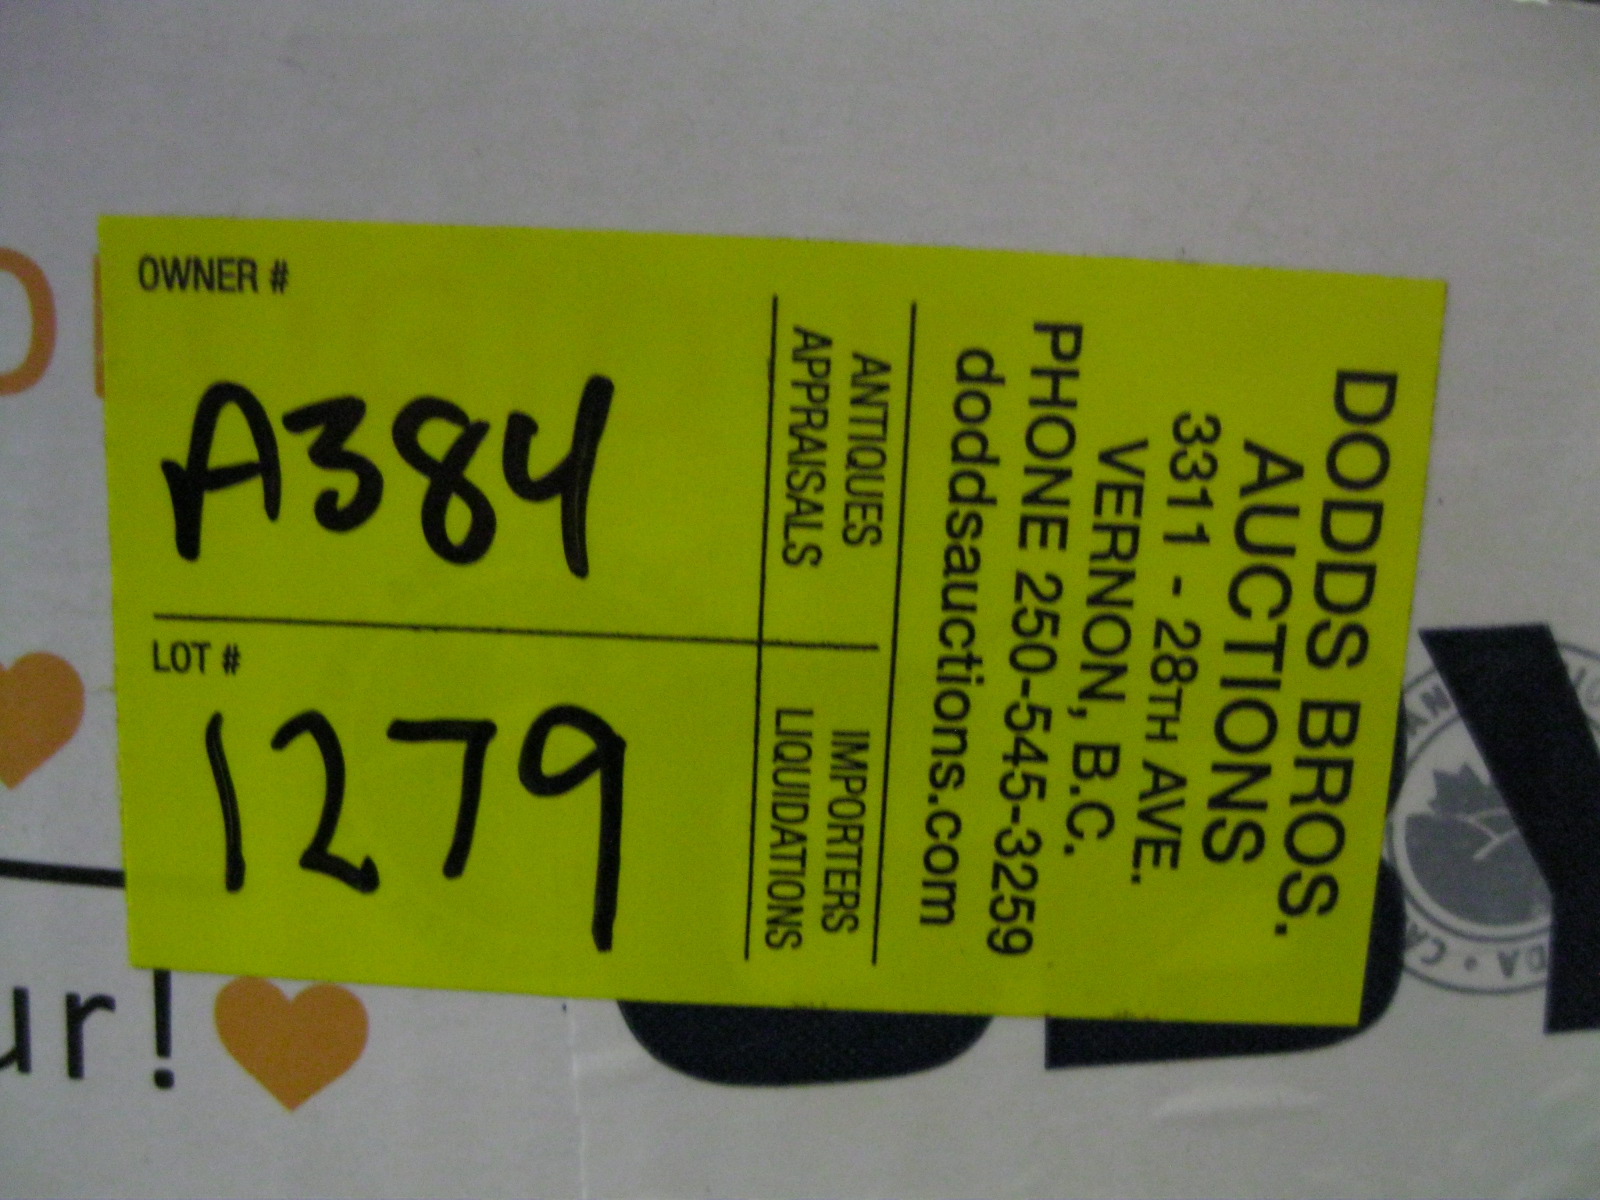 DODDS BROS.
AUCTIONS
3311 - 28TH AVE.
VERNON, B.C.
PHONE 250-545-3259
doddsauctions.com
ANTIQUES
APPRAISALS
IMPORTERS
LIQUIDATIONS
OWNER #
A384
LOT #
1279
ur!